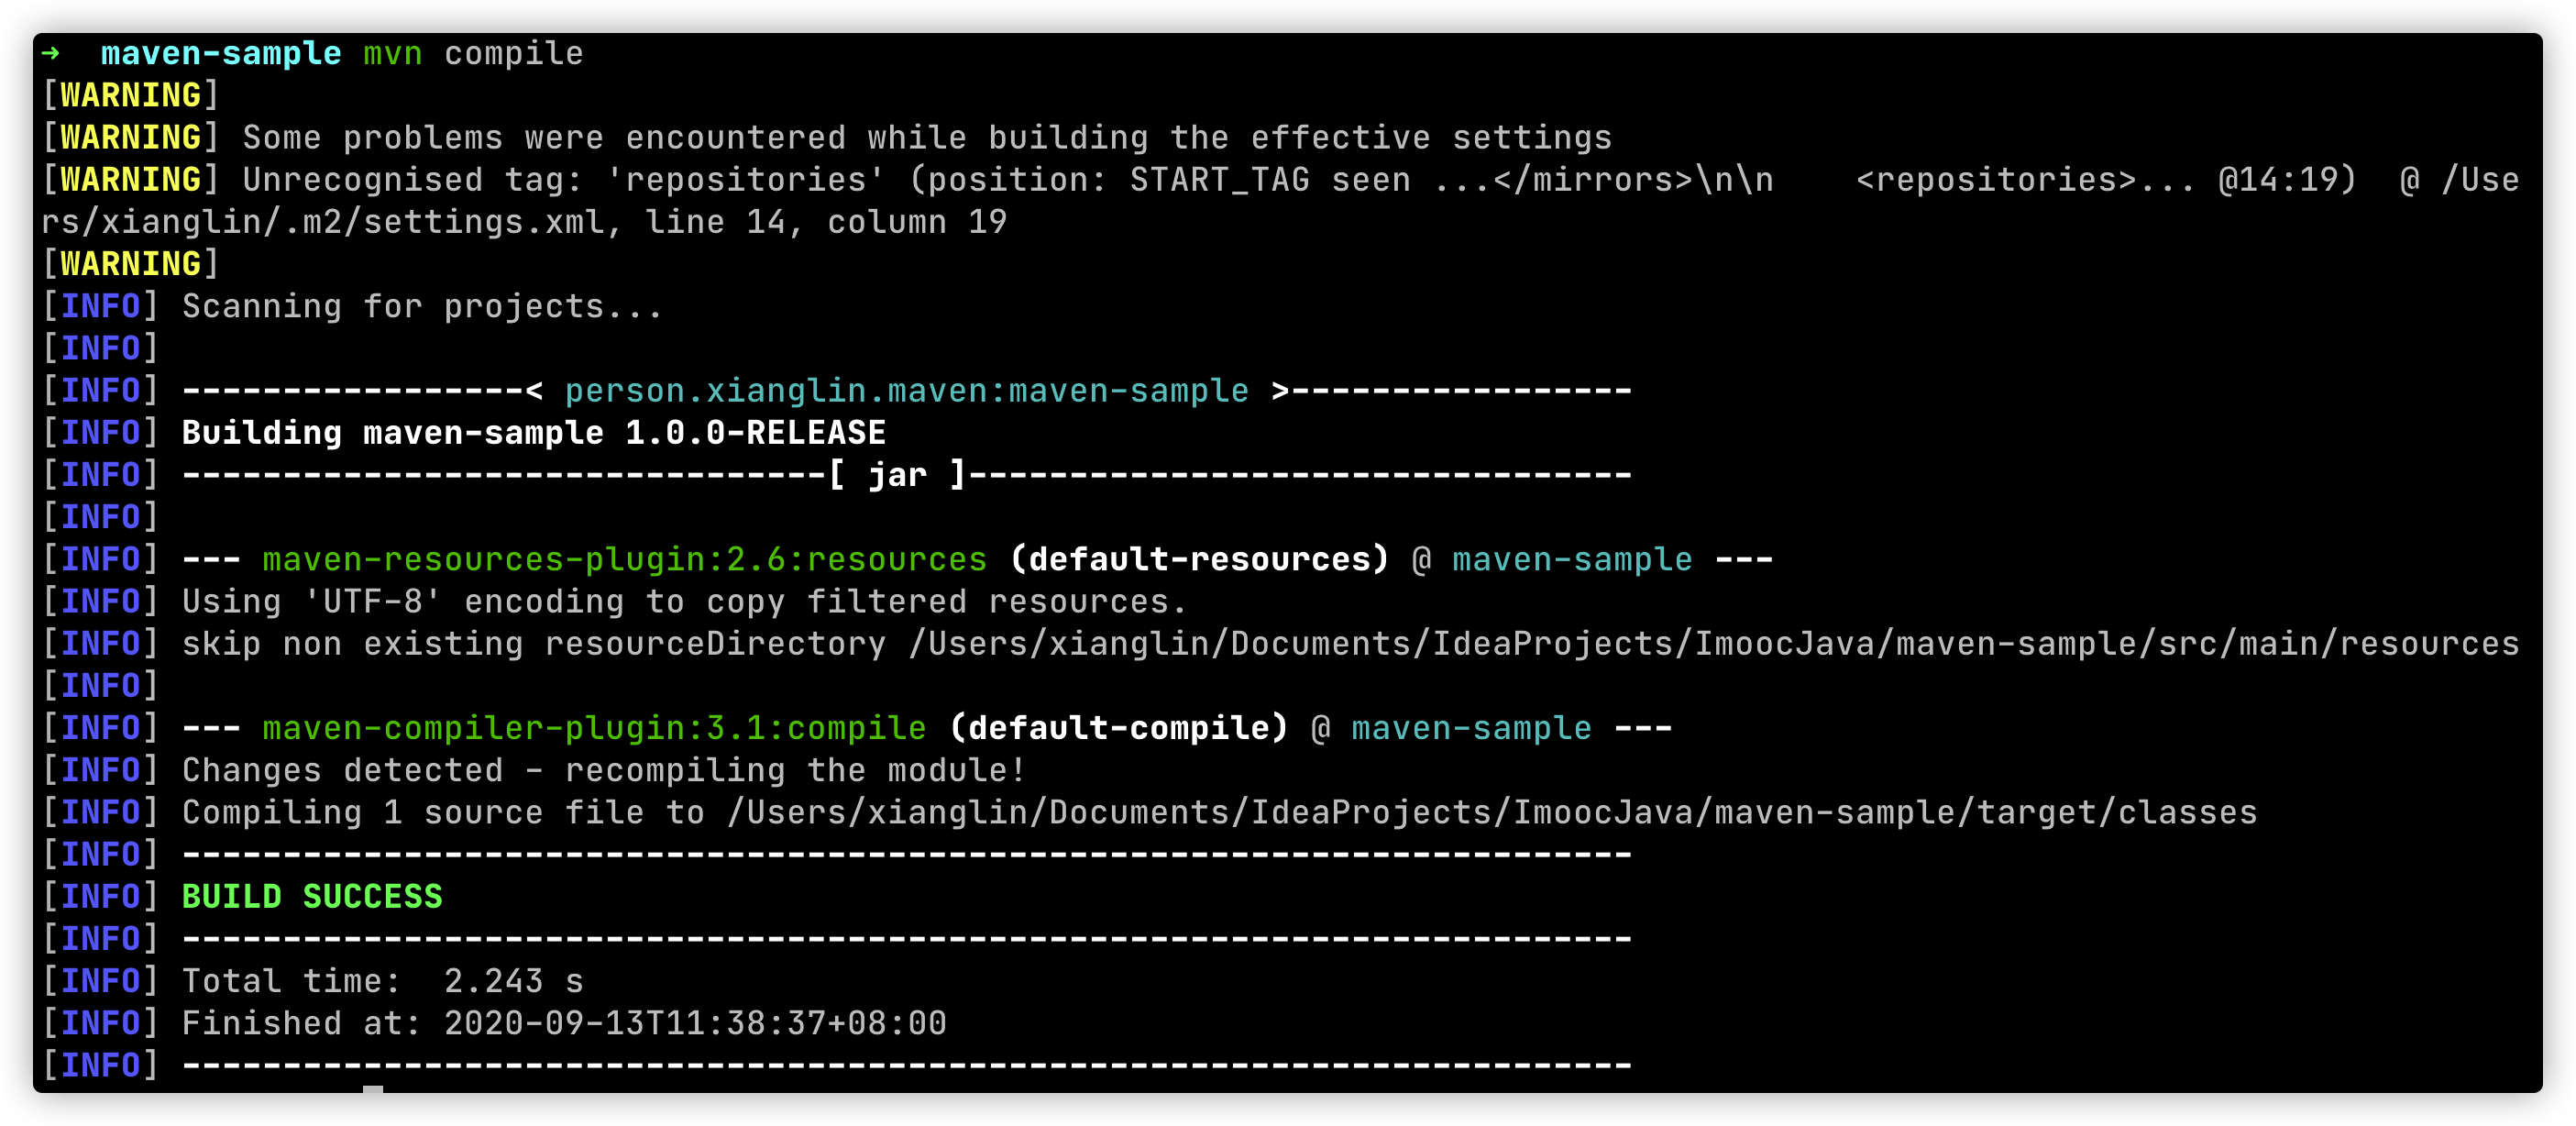 ➜  maven-sample mvn compile
[WARNING]
[WARNING] Some problems were encountered while building the effective settings
[WARNING] Unrecognised tag: 'repositories' (position: START_TAG seen ...</mirrors>\n\n    <repositories>... @14:19)  @ /Use
rs/xianglin/.m2/settings.xml, line 14, column 19
[WARNING]
[INFO] Scanning for projects...
[INFO]
[INFO] -----------------< person.xianglin.maven:maven-sample >-----------------
[INFO] Building maven-sample 1.0.0-RELEASE
[INFO] --------------------------------[ jar ]---------------------------------
[INFO]
[INFO] --- maven-resources-plugin:2.6:resources (default-resources) @ maven-sample ---
[INFO] Using 'UTF-8' encoding to copy filtered resources.
[INFO] skip non existing resourceDirectory /Users/xianglin/Documents/IdeaProjects/ImoocJava/maven-sample/src/main/resources
[INFO]
[INFO] --- maven-compiler-plugin:3.1:compile (default-compile) @ maven-sample ---
[INFO] Changes detected - recompiling the module!
[INFO] Compiling 1 source file to /Users/xianglin/Documents/IdeaProjects/ImoocJava/maven-sample/target/classes
[INFO] ------------------------------------------------------------------------
[INFO] BUILD SUCCESS
[INFO] ------------------------------------------------------------------------
[INFO] Total time:  2.243 s
[INFO] Finished at: 2020-09-13T11:38:37+08:00
[INFO] ------------------------------------------------------------------------